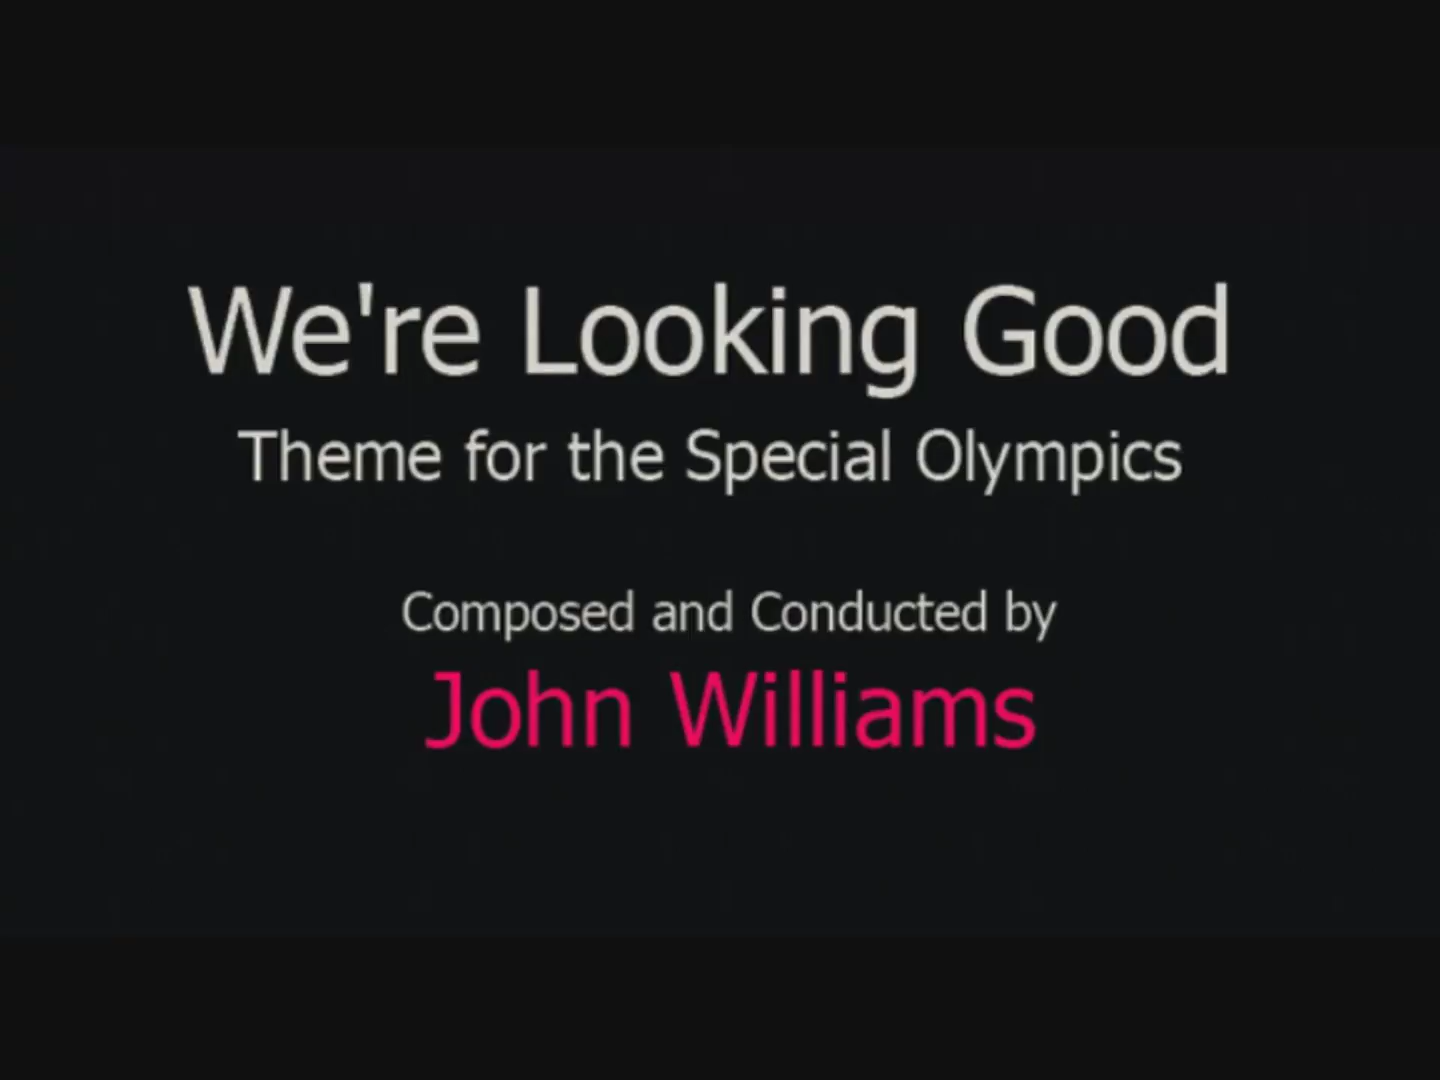 We're Looking Good
Theme for the Special Olympics
Composed and Conducted by
John Williams